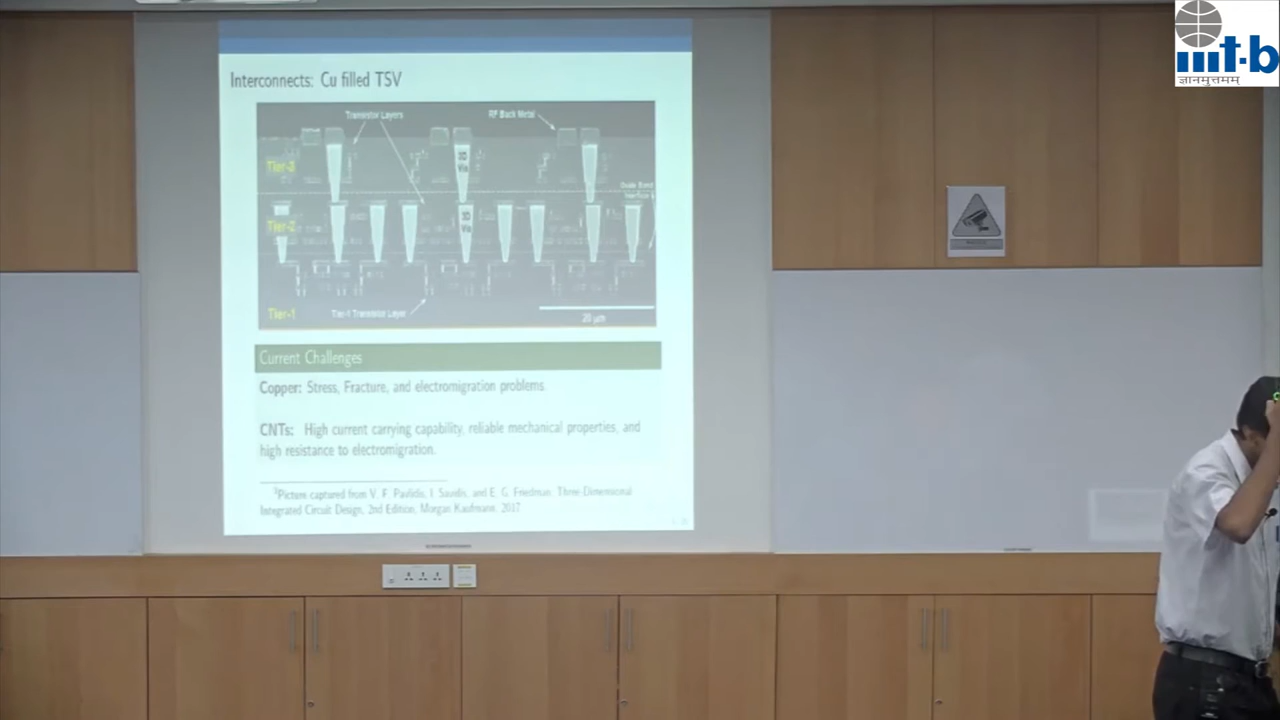 iiit-b
ज्ञानमुत्तमम्
Interconnects: Cu filled TSV
Transistor Layers
RF Back Metal
Tier-3
3D
Via
Oxide Bond
Interface
Tier-2
3D
Via
Tier-1
Tier-1 Transistor Layer
20 μm
Current Challenges
Copper: Stress, Fracture, and electromigration problems.
CNTs: High current carrying capability, reliable mechanical properties, and
high resistance to electromigration.
Picture captured from V. F. Pavlidis, I. Savidis, and E. G. Friedman. Three-Dimensional
Integrated Circuit Design, 2nd Edition, Morgan Kaufmann, 2017